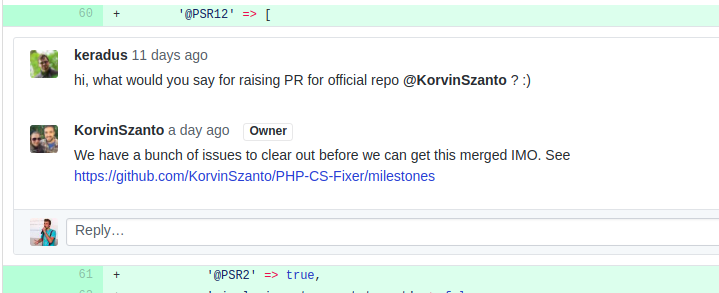 60 + '@PSR12' => [
keradus 11 days ago
hi, what would you say for raising PR for official repo @KorvinSzanto ? :)
KorvinSzanto a day ago Owner
We have a bunch of issues to clear out before we can get this merged IMO. See
https://github.com/KorvinSzanto/PHP-CS-Fixer/milestones
Reply…
61 + '@PSR2' => true,